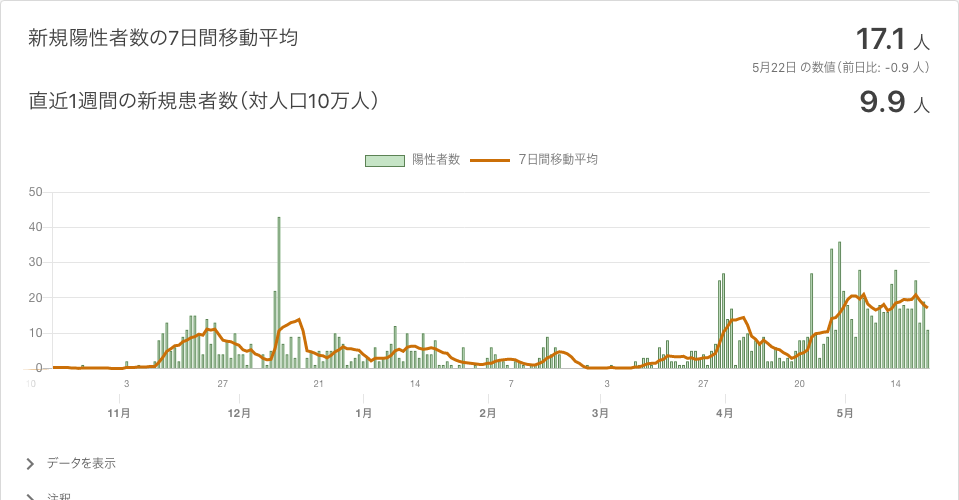 新規陽性者数の7日間移動平均
17.1 人
5月22日 の数値（前日比: -0.9 人）
直近1週間の新規患者数（対人口10万人）
9.9 人
陽性者数 7日間移動平均
50
40
30
20
10
0
10 3 27 21 14 7 3 27 20 14
11月 12月 1月 2月 3月 4月 5月
データを表示
注釈